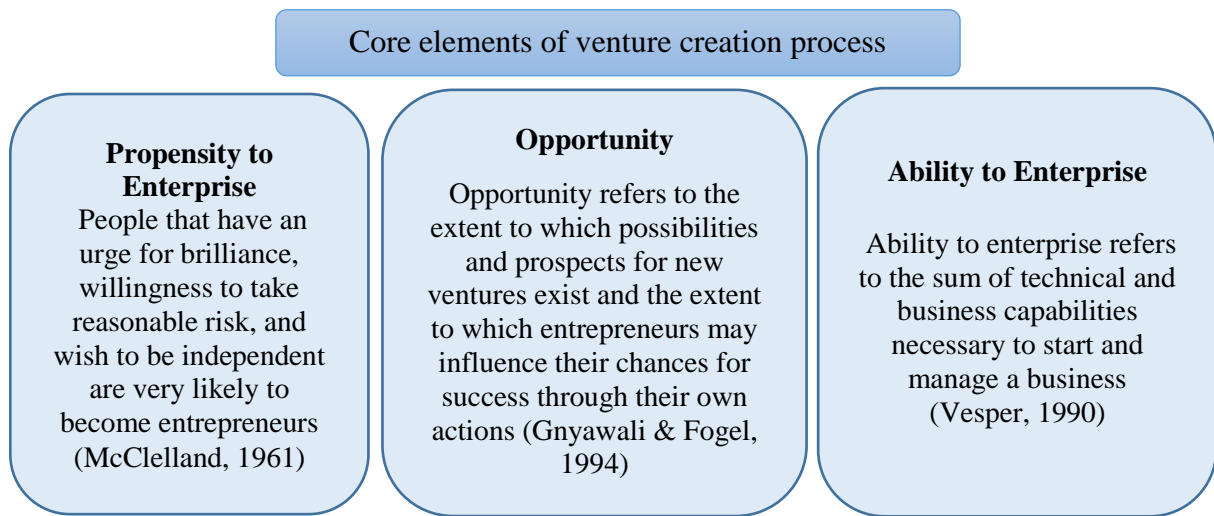 Core elements of venture creation process
Propensity to
Enterprise
People that have an
urge for brilliance,
willingness to take
reasonable risk, and
wish to be independent
are very likely to
become entrepreneurs
(McClelland, 1961)
Opportunity
Opportunity refers to the
extent to which possibilities
and prospects for new
ventures exist and the extent
to which entrepreneurs may
influence their chances for
success through their own
actions (Gnyawali & Fogel,
1994)
Ability to Enterprise
Ability to enterprise refers
to the sum of technical and
business capabilities
necessary to start and
manage a business
(Vesper, 1990)